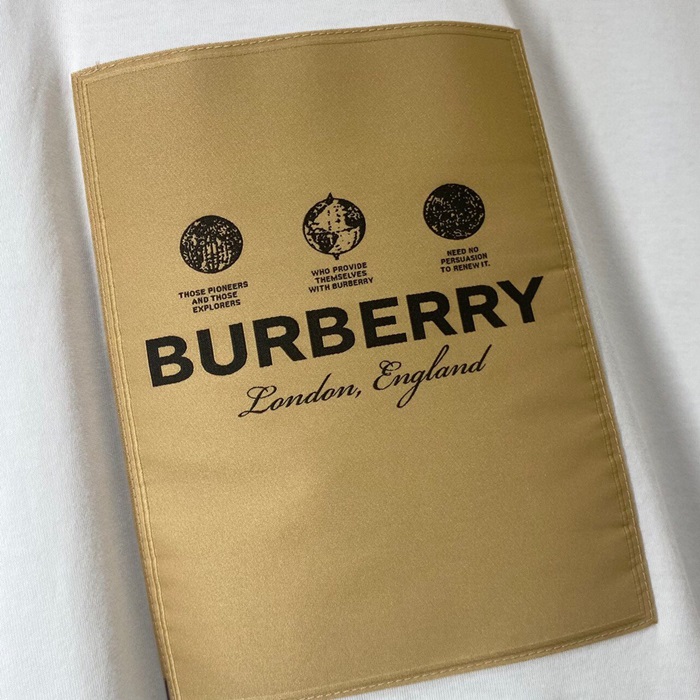 THOSE PIONEERS
AND THOSE
EXPLORERS
WHO PROVIDE
THEMSELVES
WITH BURBERRY
NEED NO
PERSUASION
TO RENEW IT.
BURBERRY
London, England